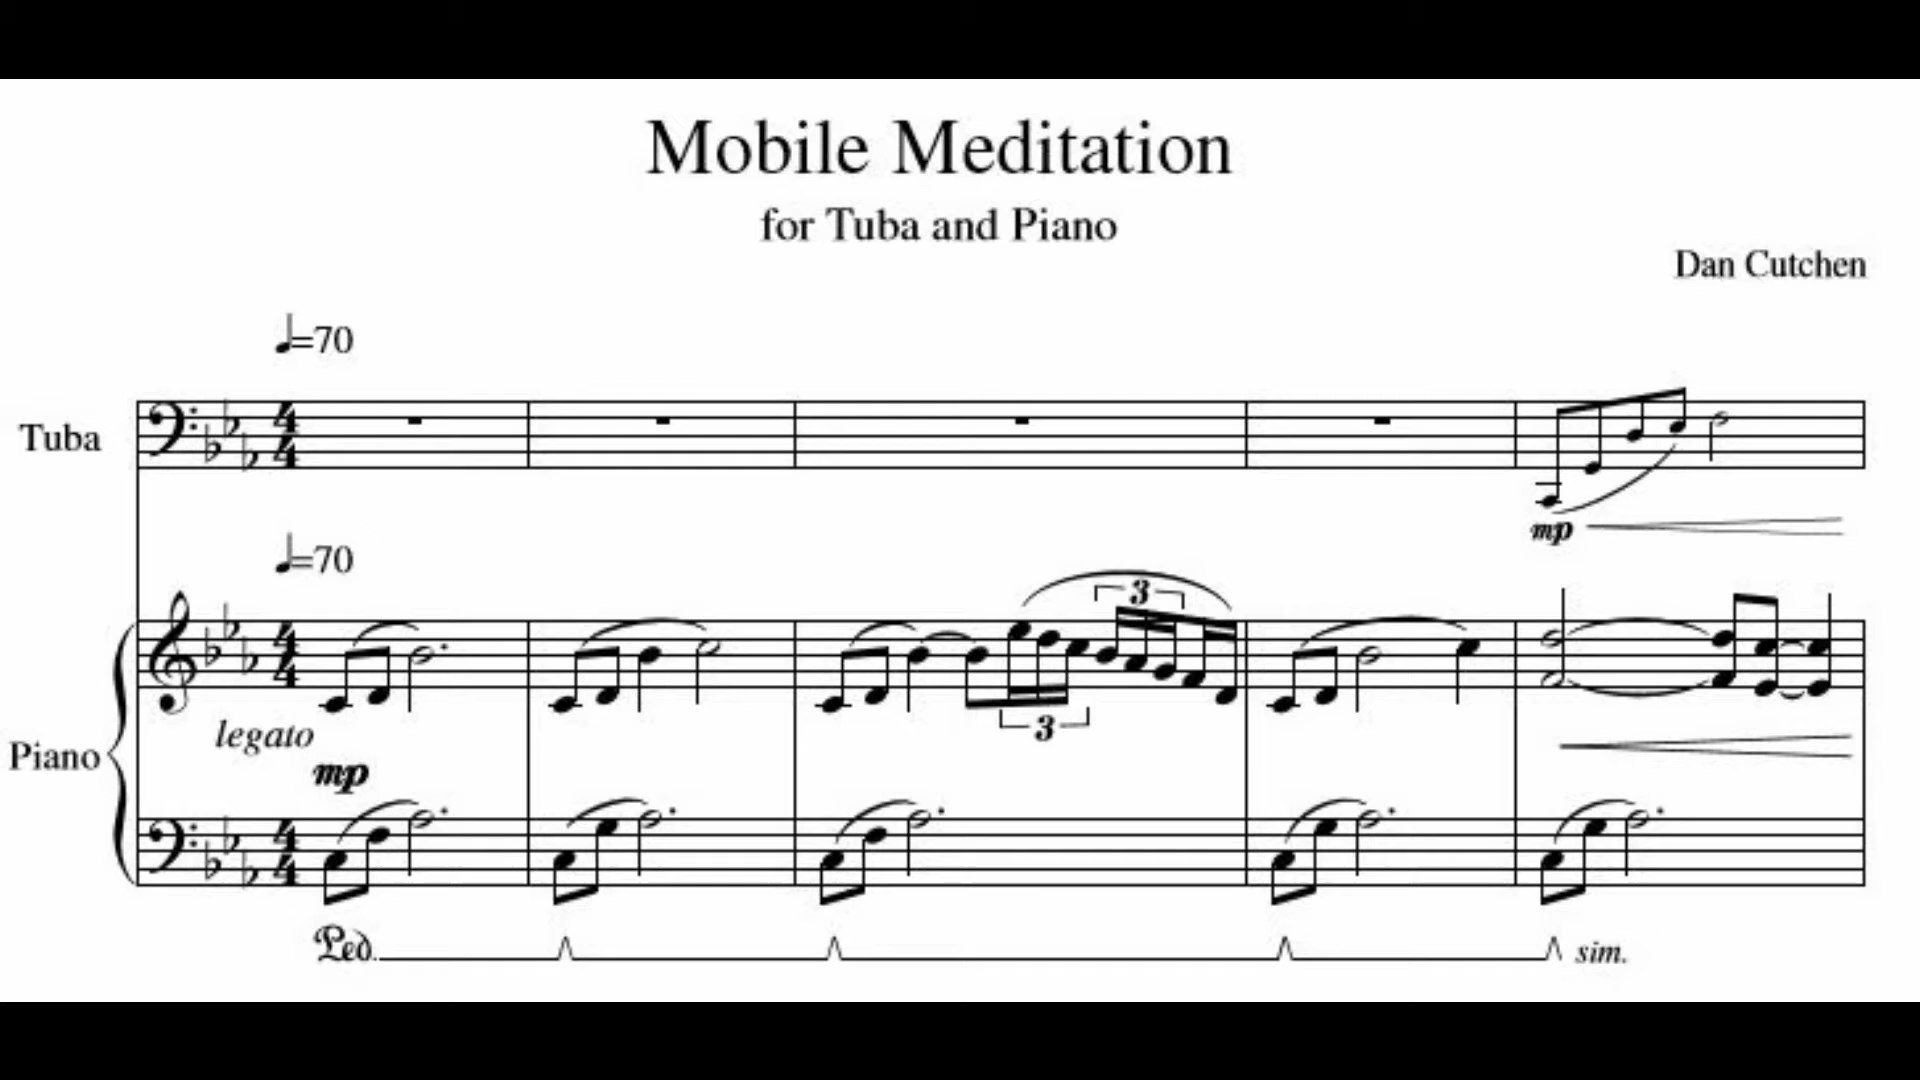 Mobile Meditation
for Tuba and Piano
Dan Cutchen
♩=70
Tuba
mp
♩=70
3
legato
3
Piano
mp
Ped.
sim.